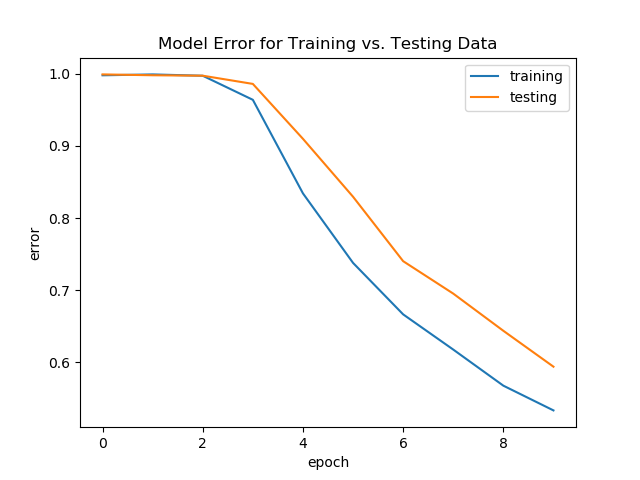 Model Error for Training vs. Testing Data
training
testing
error
1.0
0.9
0.8
0.7
0.6
0
2
4
6
8
epoch